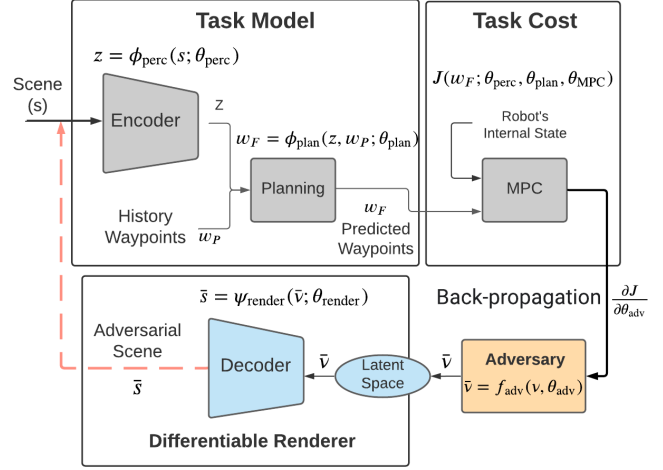 Task Model
Task Cost
z = ϕ_perc(s; θ_perc)
Scene
(s)
Encoder
z
J(w_F; θ_perc, θ_plan, θ_MPC)
Robot's
Internal State
w_F = ϕ_plan(z, w_P; θ_plan)
Planning
MPC
History
Waypoints
w_P
w_F
Predicted
Waypoints
s̄ = ψ_render(v̄; θ_render)
Back-propagation
∂J
∂θ_adv
Adversarial
Scene
s̄
Decoder
v̄
Latent
Space
v̄
Adversary
v̄ = f_adv(v, θ_adv)
Differentiable Renderer